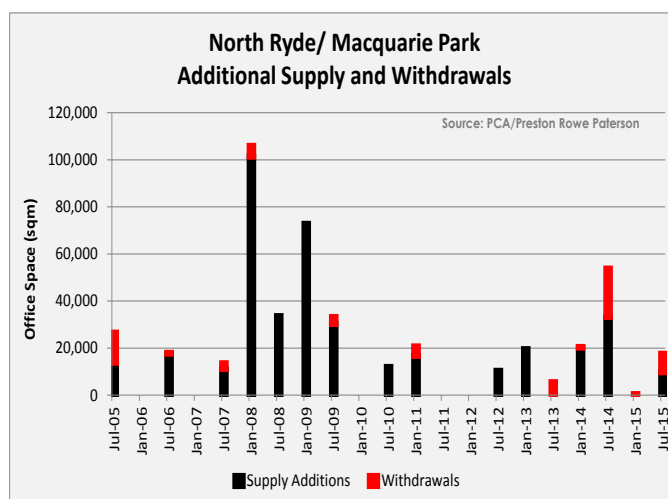 North Ryde/ Macquarie Park
Additional Supply and Withdrawals
Source: PCA/Preston Rowe Paterson
Office Space (sqm)
120,000
100,000
80,000
60,000
40,000
20,000
0
Jul-05
Jan-06
Jul-06
Jan-07
Jul-07
Jan-08
Jul-08
Jan-09
Jul-09
Jan-10
Jul-10
Jan-11
Jul-11
Jan-12
Jul-12
Jan-13
Jul-13
Jan-14
Jul-14
Jan-15
Jul-15
Supply Additions
Withdrawals